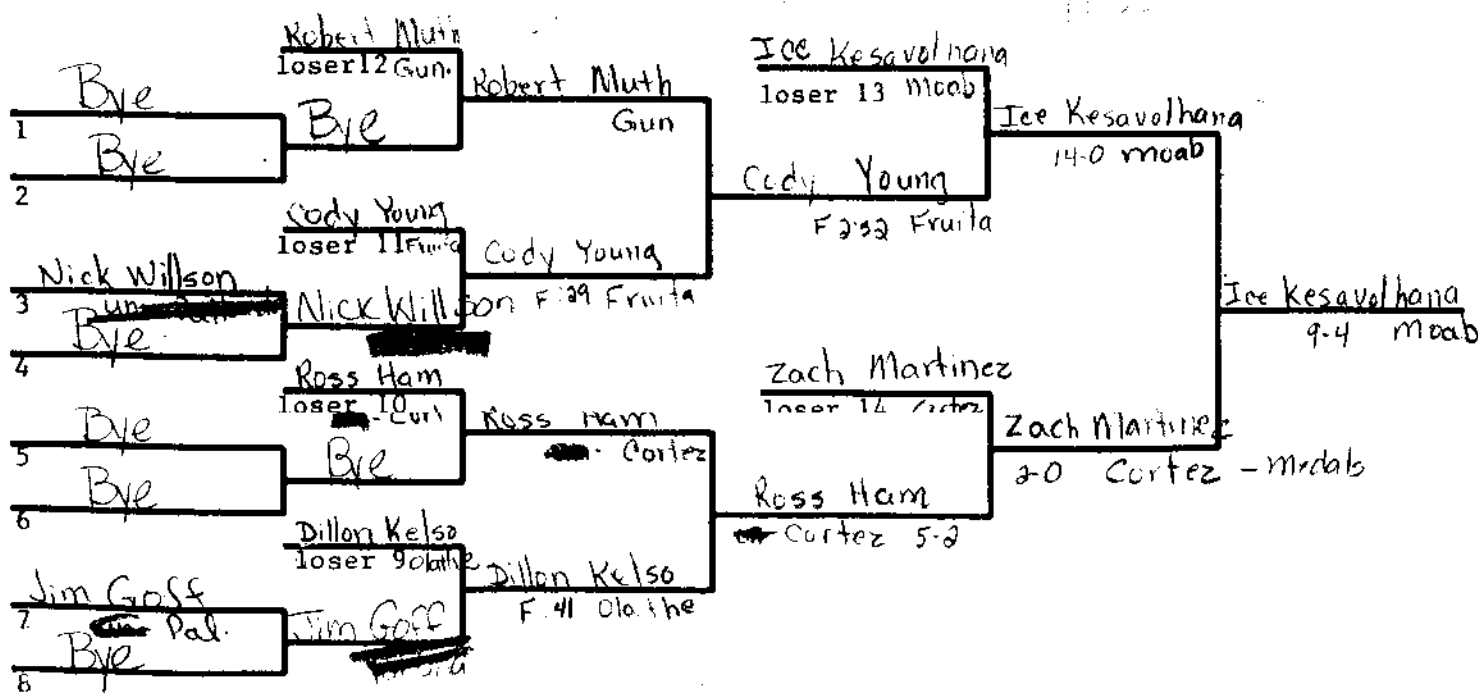 Bye
1
Bye
2
Nick Willson
3
Bye
4
Bye
5
Bye
6
Jim Goff
7 Pal.
Bye
8
Robert Muth
loser 12 Gun.
Bye
Cody Young
loser 11 Fruita
Nick Willson
Ross Ham
loser 10
Bye
Dillon Kelso
loser 9 Olathe
Jim Goff
Robert Muth
Gun
Cody Young
F :29 Fruita
Ross Ham
Cortez
Dillon Kelso
F :41 Olathe
Ice Kesavolhana
loser 13 Moab
Cody Young
F 2:32 Fruita
Zach Martinez
loser 14 Cortez
Ross Ham
Cortez 5-2
Ice Kesavolhana
14-0 Moab
Zach Martinez
2-0 Cortez - Medals
Ice Kesavolhana
9-4 Moab